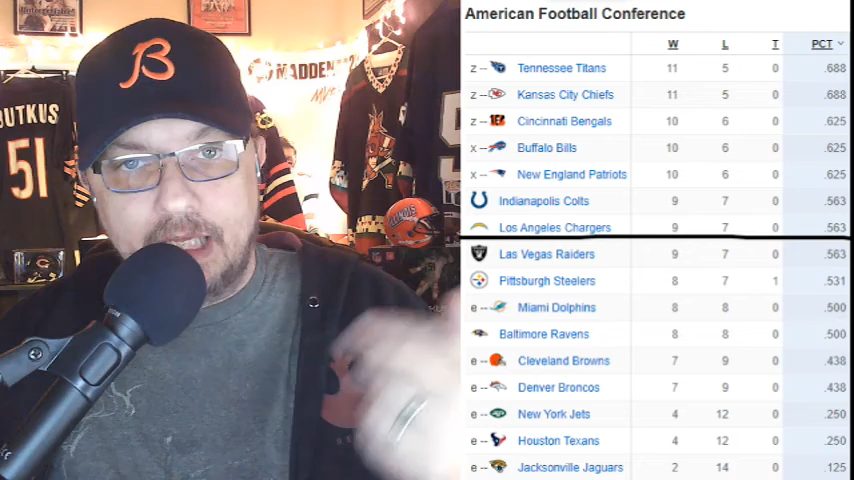 American Football Conference
W L T PCT
z -- Tennessee Titans 11 5 0 .688
z -- Kansas City Chiefs 11 5 0 .688
z -- Cincinnati Bengals 10 6 0 .625
x -- Buffalo Bills 10 6 0 .625
x -- New England Patriots 10 6 0 .625
Indianapolis Colts 9 7 0 .563
Los Angeles Chargers 9 7 0 .563
Las Vegas Raiders 9 7 0 .563
Pittsburgh Steelers 8 7 1 .531
e -- Miami Dolphins 8 8 0 .500
Baltimore Ravens 8 8 0 .500
e -- Cleveland Browns 7 9 0 .438
e -- Denver Broncos 7 9 0 .438
e -- New York Jets 4 12 0 .250
e -- Houston Texans 4 12 0 .250
e -- Jacksonville Jaguars 2 14 0 .125
B
MADDEN
BUTKUS
51
ILLINOIS